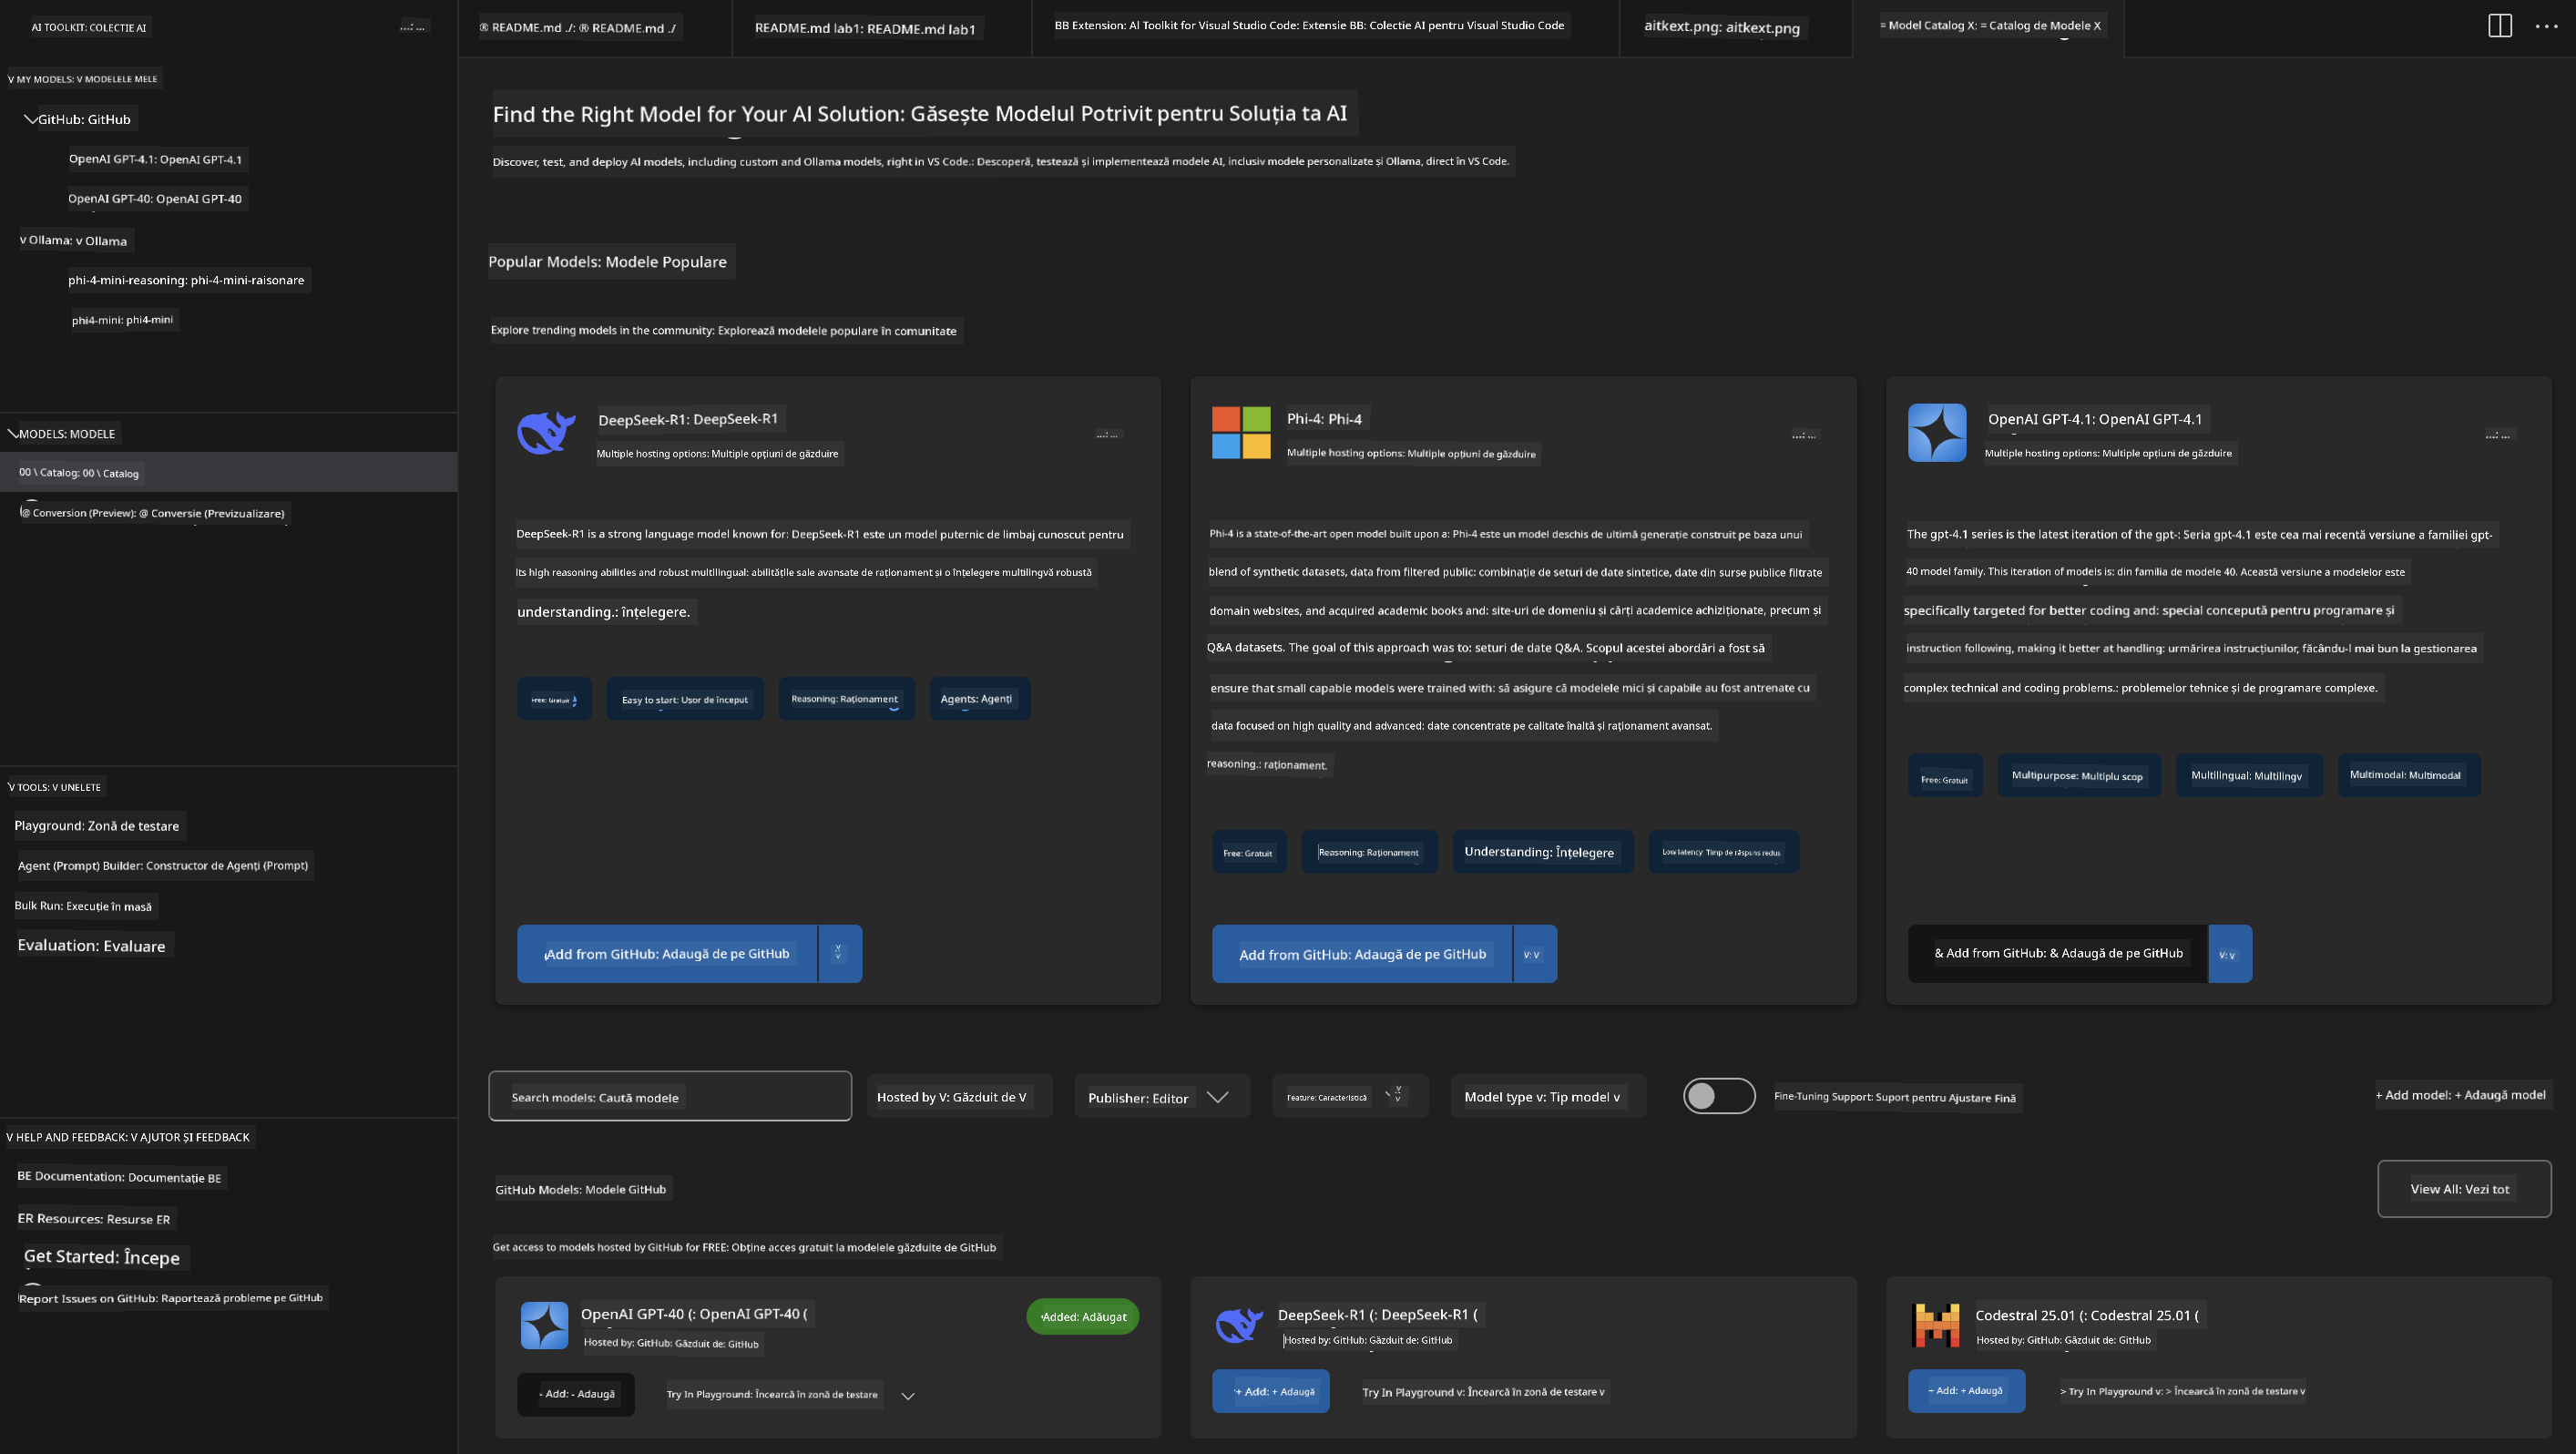 AI TOOLKIT: COLECTIE AI
...: ...
® README.md ./: ® README.md ./
README.md lab1: README.md lab1
BB Extension: Al Toolkit for Visual Studio Code: Extensie BB: Colectie AI pentru Visual Studio Code
aitkext.png: aitkext.png
= Model Catalog X: = Catalog de Modele X
V MY MODELS: V MODELELE MELE
GitHub: GitHub
OpenAI GPT-4.1: OpenAI GPT-4.1
OpenAI GPT-40: OpenAI GPT-40
v Ollama: v Ollama
phi-4-mini-reasoning: phi-4-mini-raisonare
phi4-mini: phi4-mini
MODELS: MODELE
00 \ Catalog: 00 \ Catalog
@ Conversion (Preview): @ Conversie (Previzualizare)
V TOOLS: V UNELETE
Playground: Zonă de testare
Agent (Prompt) Builder: Constructor de Agenți (Prompt)
Bulk Run: Execuție în masă
Evaluation: Evaluare
V HELP AND FEEDBACK: V AJUTOR ȘI FEEDBACK
BE Documentation: Documentație BE
ER Resources: Resurse ER
Get Started: Începe
Report Issues on GitHub: Raportează probleme pe GitHub
Find the Right Model for Your Al Solution: Găsește Modelul Potrivit pentru Soluția ta AI
Discover, test, and deploy Al models, including custom and Ollama models, right in VS Code.: Descoperă, testează și implementează modele AI, inclusiv modele personalizate și Ollama, direct în VS Code.
Popular Models: Modele Populare
Explore trending models in the community: Explorează modelele populare în comunitate
DeepSeek-R1: DeepSeek-R1
Multiple hosting options: Multiple opțiuni de găzduire
...: ...
DeepSeek-R1 is a strong language model known for: DeepSeek-R1 este un model puternic de limbaj cunoscut pentru
its high reasoning abilities and robust multilingual: abilitățile sale avansate de raționament și o înțelegere multilingvă robustă
understanding.: înțelegere.
Free: Gratuit
Easy to start: Ușor de început
Reasoning: Raționament
Agents: Agenți
Add from GitHub: Adaugă de pe GitHub
v: v
Phi-4: Phi-4
Multiple hosting options: Multiple opțiuni de găzduire
...: ...
Phi-4 is a state-of-the-art open model built upon a: Phi-4 este un model deschis de ultimă generație construit pe baza unui
blend of synthetic datasets, data from filtered public: combinație de seturi de date sintetice, date din surse publice filtrate
domain websites, and acquired academic books and: site-uri de domeniu și cărți academice achiziționate, precum și
Q&A datasets. The goal of this approach was to: seturi de date Q&A. Scopul acestei abordări a fost să
ensure that small capable models were trained with: să asigure că modelele mici și capabile au fost antrenate cu
data focused on high quality and advanced: date concentrate pe calitate înaltă și raționament avansat.
reasoning.: raționament.
Free: Gratuit
Reasoning: Raționament
Understanding: Înțelegere
Low latency: Timp de răspuns redus
Add from GitHub: Adaugă de pe GitHub
V: V
OpenAI GPT-4.1: OpenAI GPT-4.1
Multiple hosting options: Multiple opțiuni de găzduire
...: ...
The gpt-4.1 series is the latest iteration of the gpt-: Seria gpt-4.1 este cea mai recentă versiune a familiei gpt-
40 model family. This iteration of models is: din familia de modele 40. Această versiune a modelelor este
specifically targeted for better coding and: special concepută pentru programare și
instruction following, making it better at handling: urmărirea instrucțiunilor, făcându-l mai bun la gestionarea
complex technical and coding problems.: problemelor tehnice și de programare complexe.
Free: Gratuit
Multipurpose: Multiplu scop
Multilingual: Multilingv
Multimodal: Multimodal
& Add from GitHub: & Adaugă de pe GitHub
V: V
Search models: Caută modele
Hosted by V: Găzduit de V
Publisher: Editor
Feature: Caracteristică
v: v
Model type v: Tip model v
Fine-Tuning Support: Suport pentru Ajustare Fină
+ Add model: + Adaugă model
GitHub Models: Modele GitHub
View All: Vezi tot
Get access to models hosted by GitHub for FREE: Obține acces gratuit la modelele găzduite de GitHub
OpenAI GPT-40 (: OpenAI GPT-40 (
Hosted by: GitHub: Găzduit de: GitHub
Added: Adăugat
- Add: - Adaugă
Try In Playground: Încearcă în zonă de testare
DeepSeek-R1 (: DeepSeek-R1 (
Hosted by: GitHub: Găzduit de: GitHub
+ Add: + Adaugă
Try In Playground v: Încearcă în zonă de testare v
Codestral 25.01 (: Codestral 25.01 (
Hosted by: GitHub: Găzduit de: GitHub
+ Add: + Adaugă
> Try In Playground v: > Încearcă în zonă de testare v